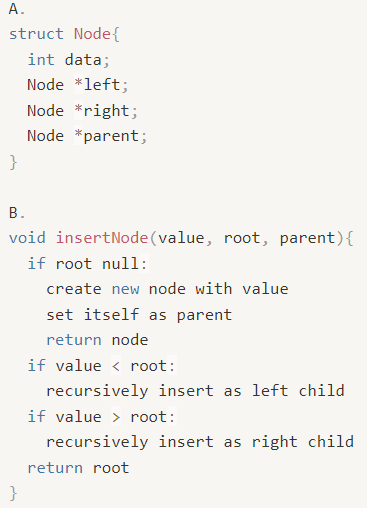 A.
struct Node{
  int data;
  Node *left;
  Node *right;
  Node *parent;
}

B.
void insertNode(value, root, parent){
  if root null:
    create new node with value
    set itself as parent
    return node
  if value < root:
    recursively insert as left child
  if value > root:
    recursively insert as right child
  return root
}